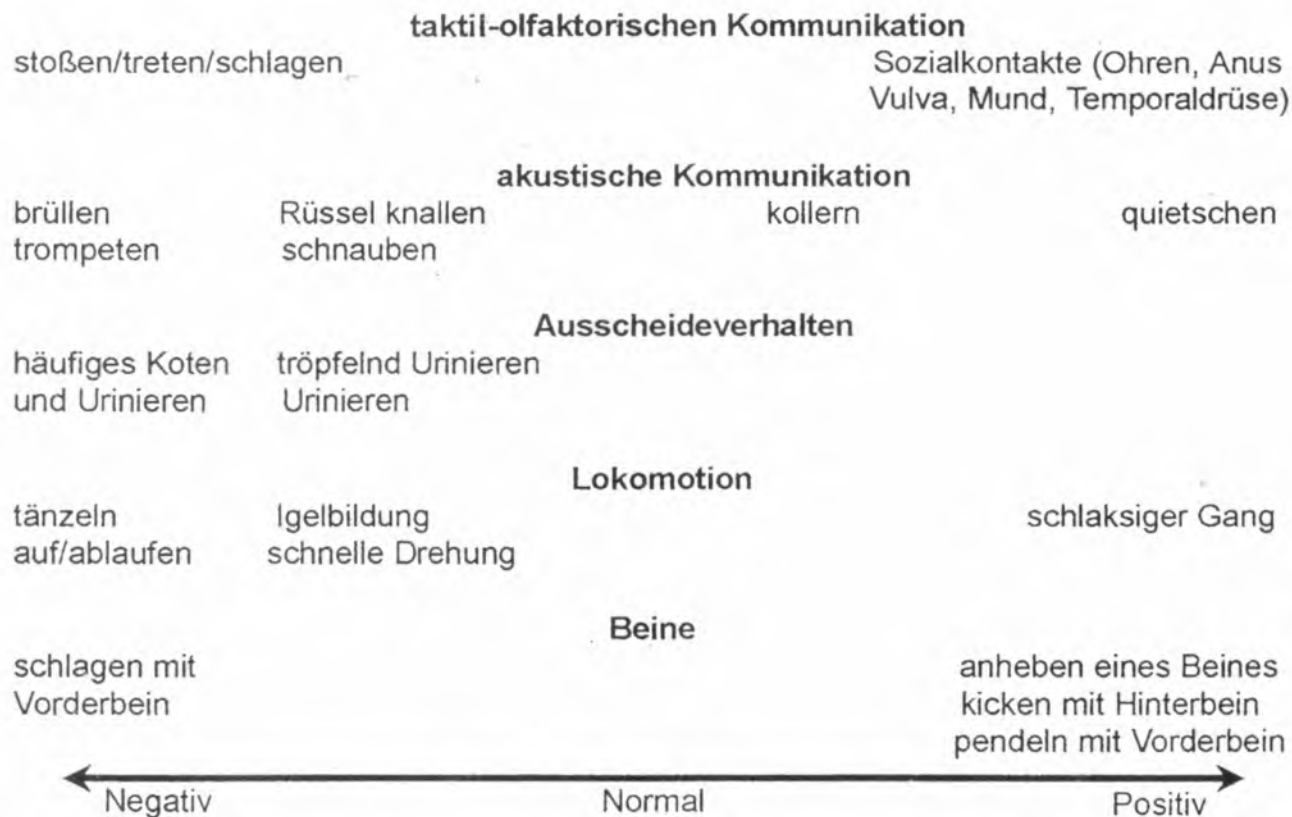 taktil-olfaktorischen Kommunikation
stoßen/treten/schlagen Sozialkontakte (Ohren, Anus
Vulva, Mund, Temporaldrüse)
akustische Kommunikation
brüllen Rüssel knallen kollern quietschen
trompeten schnauben
Ausscheideverhalten
häufiges Koten tröpfelnd Urinieren
und Urinieren Urinieren
Lokomotion
tänzeln Igelbildung schlaksiger Gang
auf/ablaufen schnelle Drehung
Beine
schlagen mit anheben eines Beines
Vorderbein kicken mit Hinterbein
pendeln mit Vorderbein
Negativ Normal Positiv